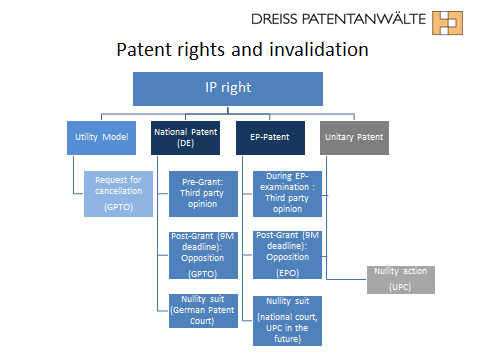 DREISS PATENTANWÄLTE
Patent rights and invalidation
IP right
Utility Model
National Patent
(DE)
EP-Patent
Unitary Patent
Request for
cancellation
(GPTO)
Pre-Grant:
Third party
opinion
During EP-
examination :
Third party
opinion
Post-Grant (9M
deadline):
Opposition
(GPTO)
Post-Grant (9M
deadline):
Opposition
(EPO)
Nullity action
(UPC)
Nullity suit
(German Patent
Court)
Nullity suit
(national court,
UPC in the
future)